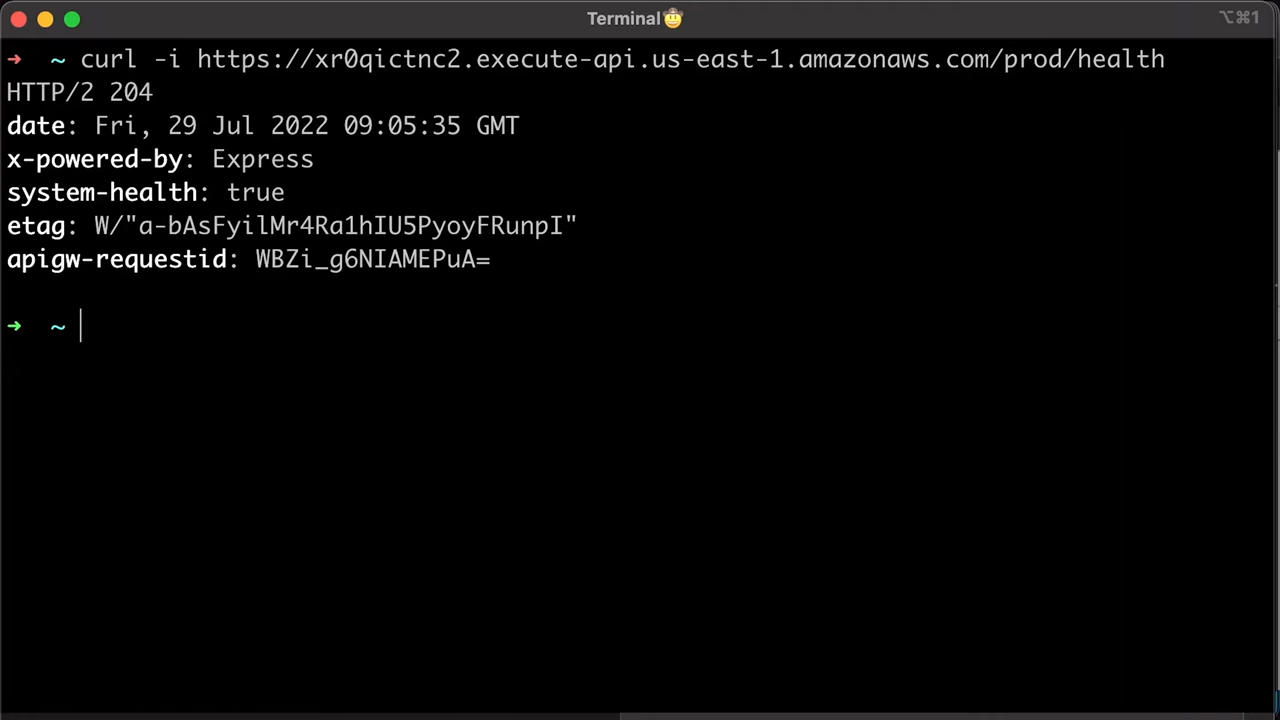 Terminal🤠
⌥⌘1
➜ ~ curl -i https://xr0qictnc2.execute-api.us-east-1.amazonaws.com/prod/health
HTTP/2 204
date: Fri, 29 Jul 2022 09:05:35 GMT
x-powered-by: Express
system-health: true
etag: W/"a-bAsFyilMr4Ra1hIU5PyoyFRunpI"
apigw-requestid: WBZi_g6NIAMEPuA=
➜ ~